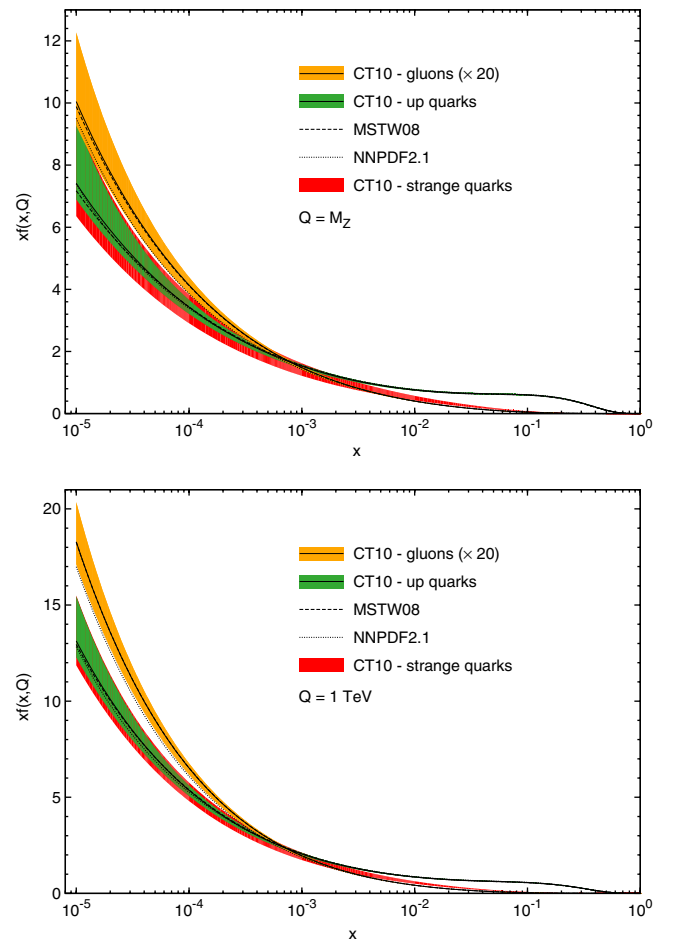 12
10
8
6
4
2
0
xf(x,Q)
CT10 - gluons (× 20)
CT10 - up quarks
MSTW08
NNPDF2.1
CT10 - strange quarks
Q = M_Z
10^-5 10^-4 10^-3 10^-2 10^-1 10^0
x
20
15
10
5
0
xf(x,Q)
CT10 - gluons (× 20)
CT10 - up quarks
MSTW08
NNPDF2.1
CT10 - strange quarks
Q = 1 TeV
10^-5 10^-4 10^-3 10^-2 10^-1 10^0
x